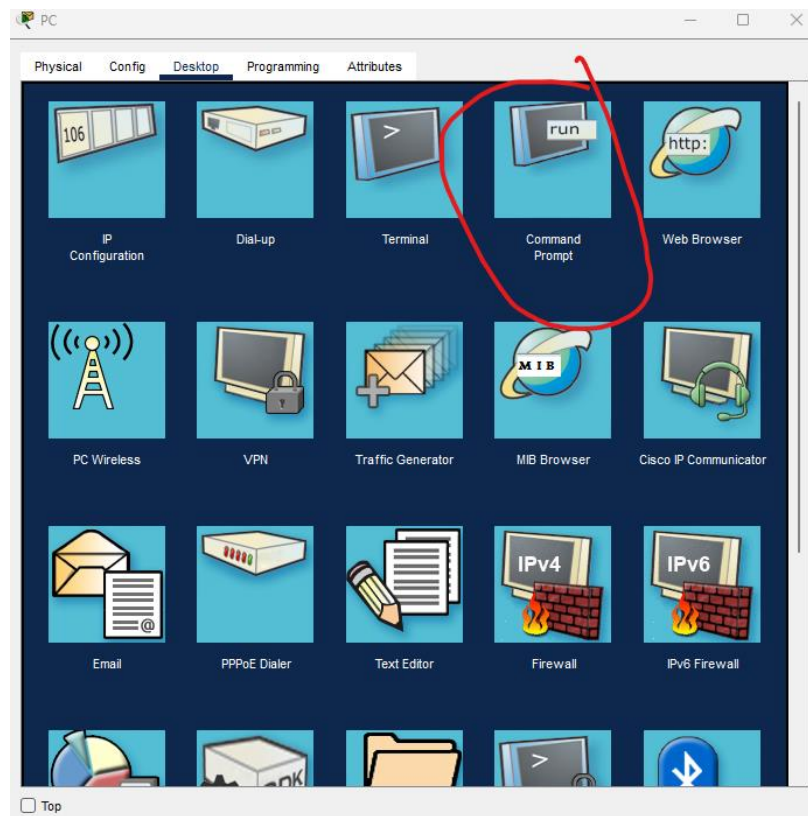 PC
Physical Config Desktop Programming Attributes
106
>
run
http:
IP
Configuration
Dial-up
Terminal
Command
Prompt
Web Browser
MIB
PC Wireless
VPN
Traffic Generator
MIB Browser
Cisco IP Communicator
@
IPv4
IPv6
Email
PPPoE Dialer
Text Editor
Firewall
IPv6 Firewall
>
Top